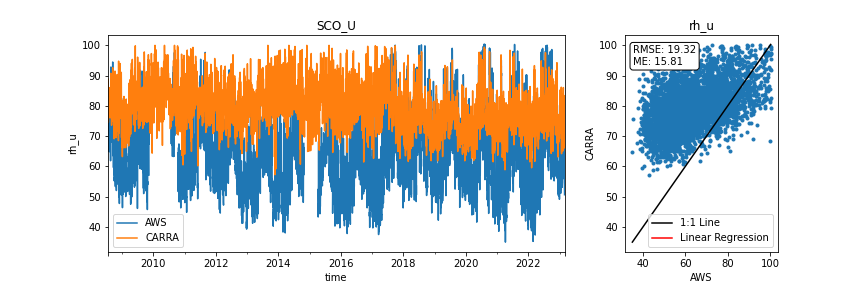 SCO_U
rh_u
100
90
80
70
60
50
40
rh_u
AWS
CARRA
2010
2012
2014
2016
2018
2020
2022
time
rh_u
100
90
80
70
60
50
40
CARRA
RMSE: 19.32
ME: 15.81
1:1 Line
Linear Regression
40
60
80
100
AWS